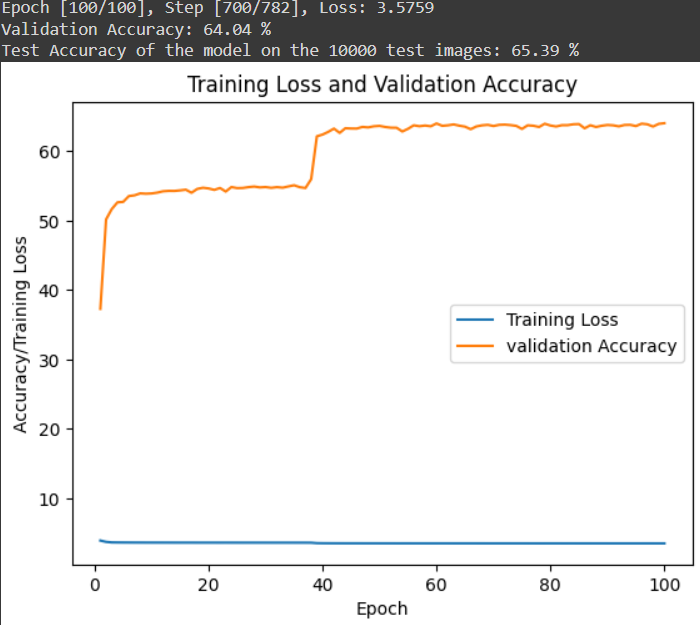 Epoch [100/100], Step [700/782], Loss: 3.5759
Validation Accuracy: 64.04 %
Test Accuracy of the model on the 10000 test images: 65.39 %
Training Loss and Validation Accuracy
Accuracy/Training Loss
60
50
40
30
20
10
Training Loss
validation Accuracy
0 20 40 60 80 100
Epoch